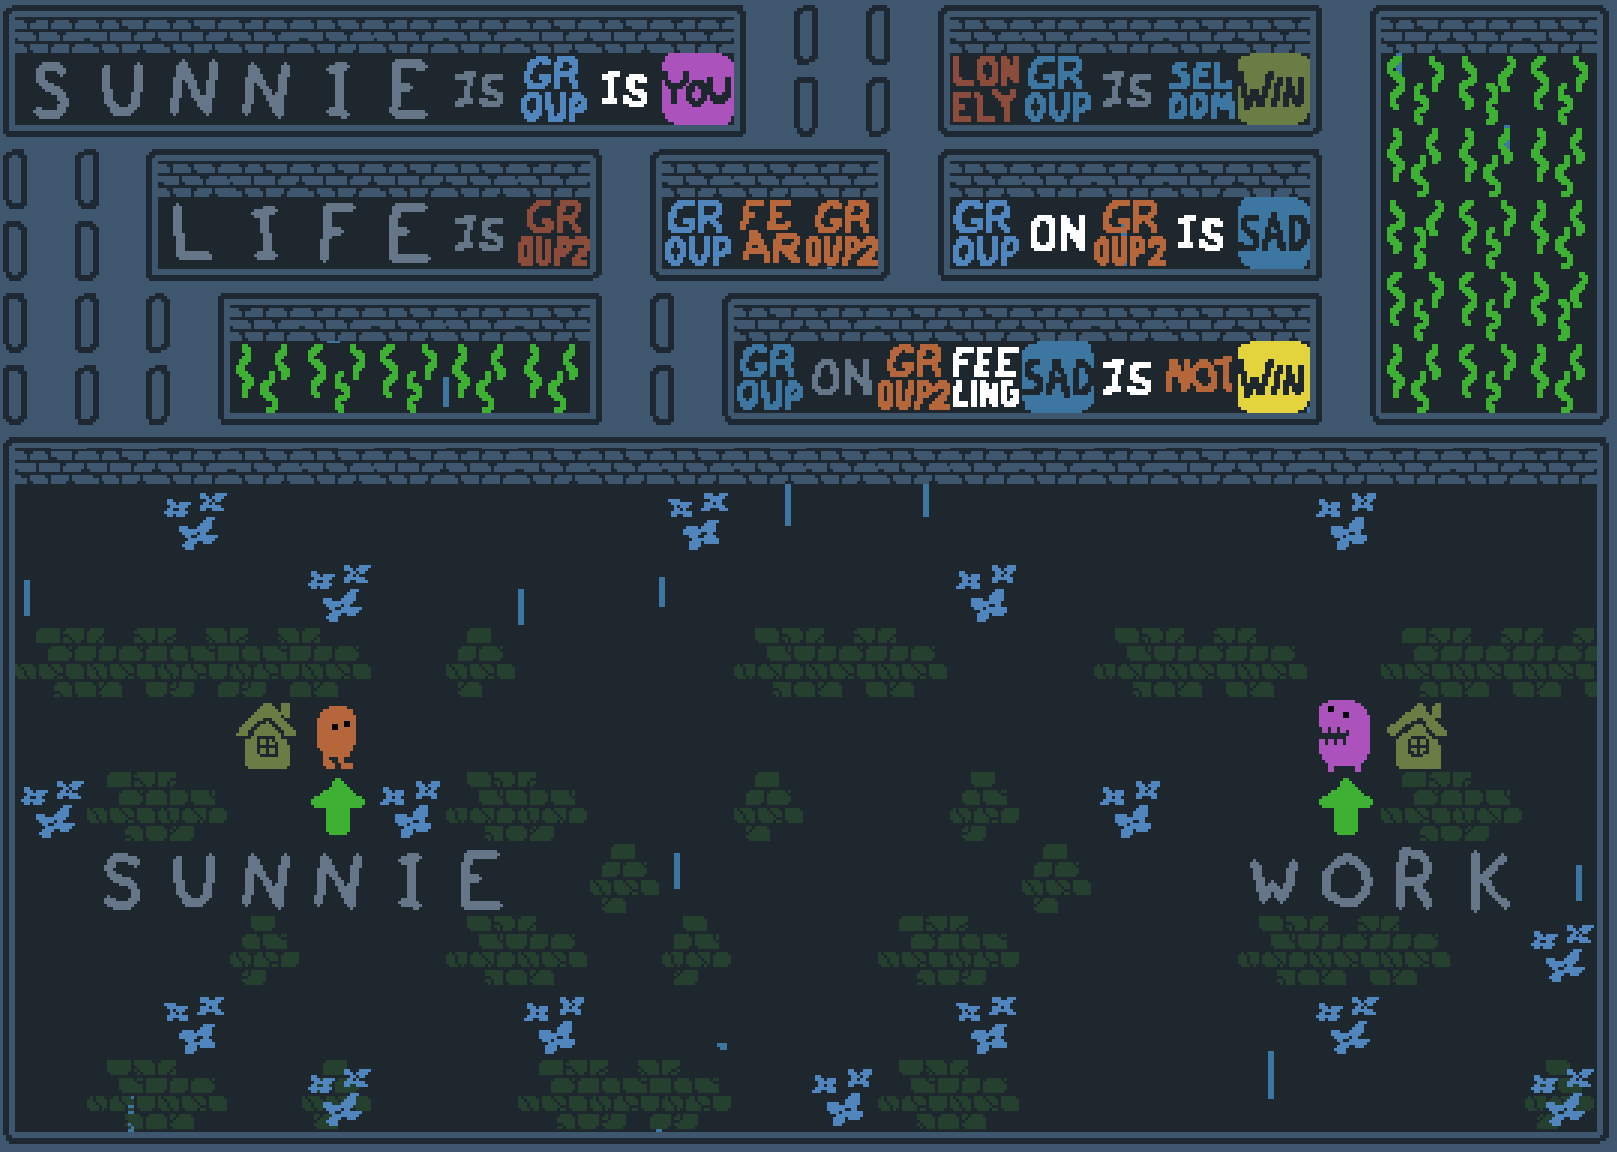 SUNNIE IS GROUP IS YOU
LONELY GROUP IS SELDOM WIN
LIFE IS GROUP2
GROUP FEAR GROUP2
GROUP ON GROUP2 IS SAD
GROUP ON GROUP2 FEELING SAD IS NOT WIN
SUNNIE
WORK